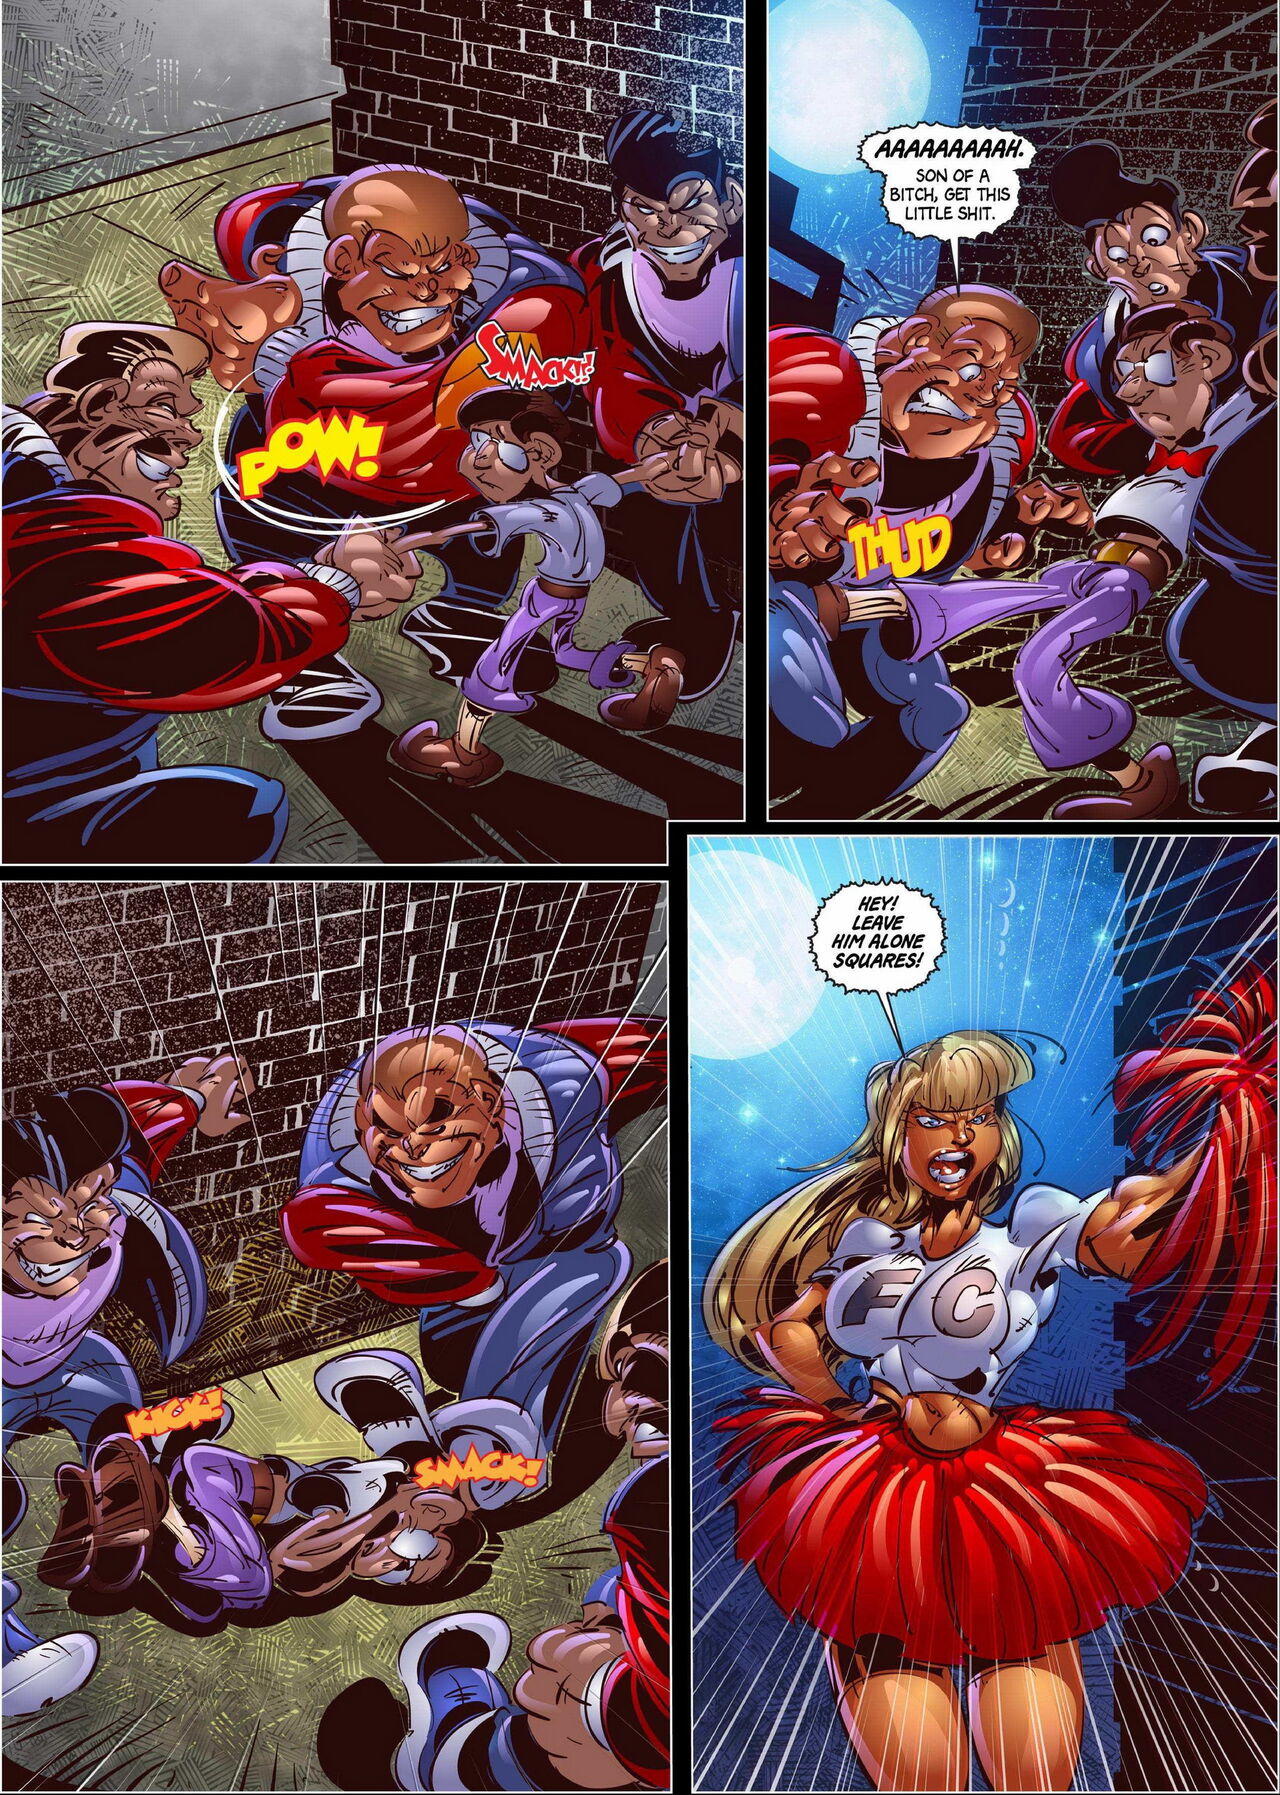 SMACK!!
POW!
AAAAAAAAAH.
SON OF A
BITCH, GET THIS
LITTLE SHIT.
THUD
KICK!
SMACK!
HEY!
LEAVE
HIM ALONE
SQUARES!
FC